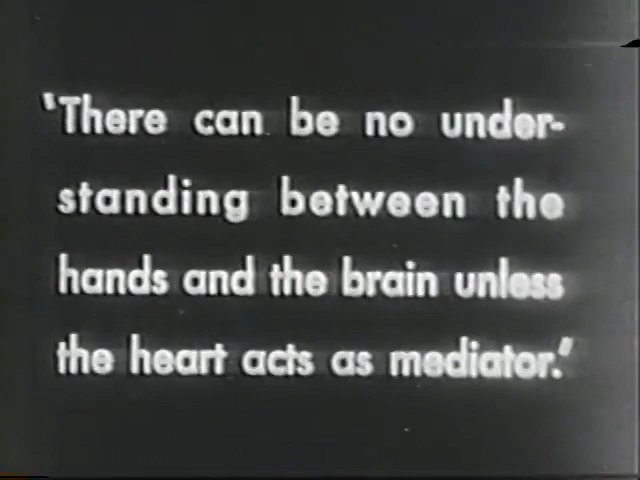 "There can be no under-
standing between the
hands and the brain unless
the heart acts as mediator."